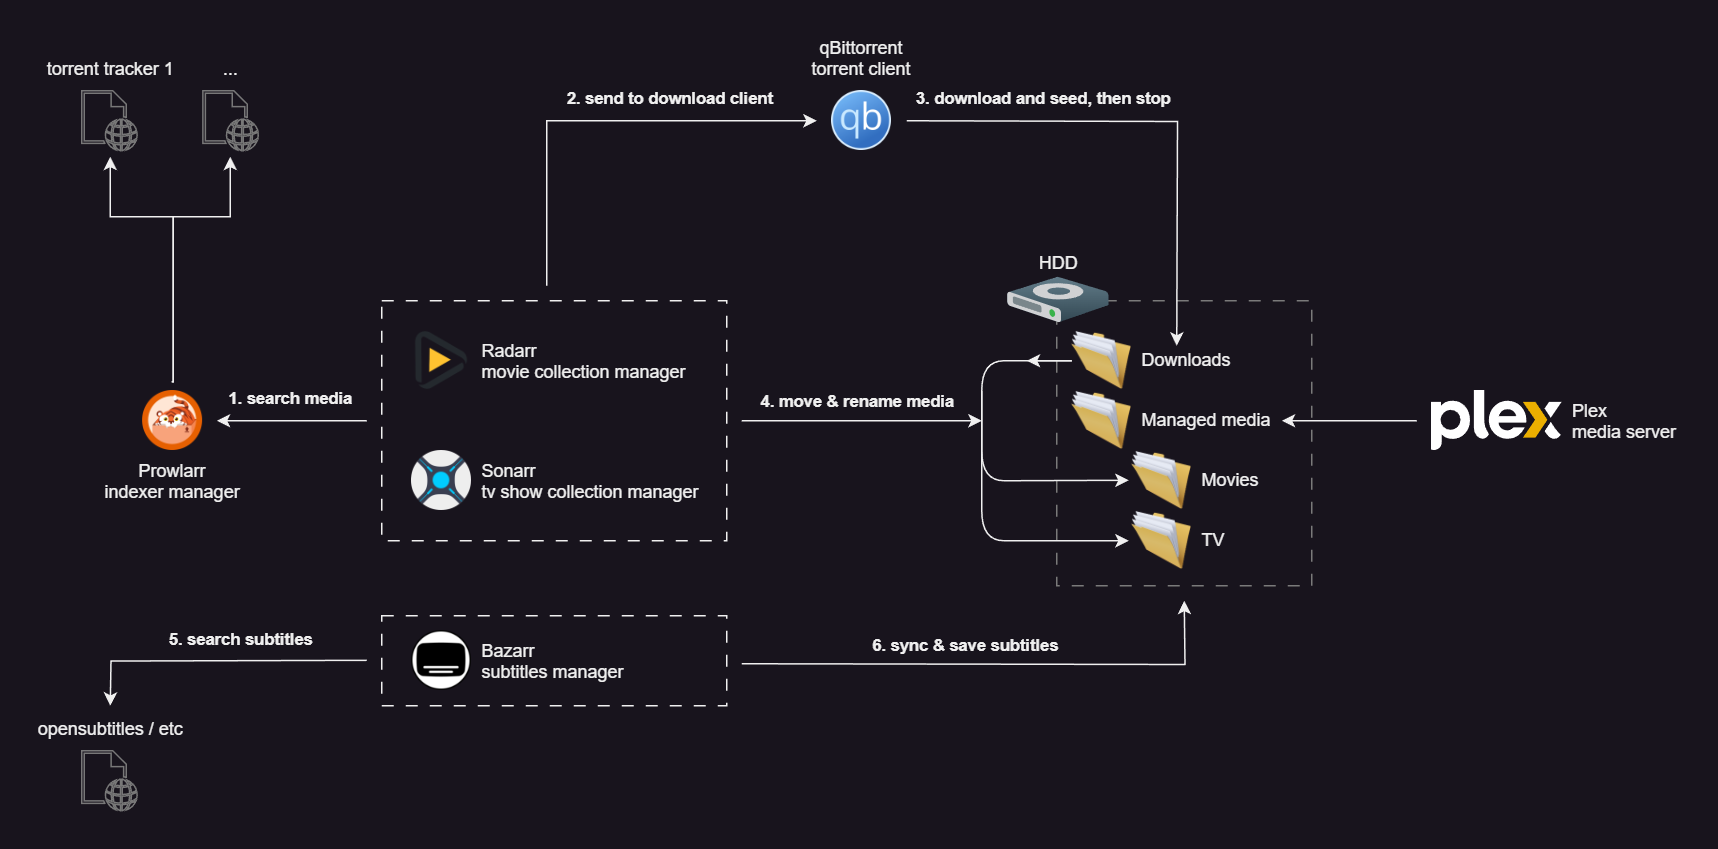 torrent tracker 1
...
qBittorrent
torrent client
2. send to download client
qb
3. download and seed, then stop
HDD
Radarr
movie collection manager
Downloads
1. search media
4. move & rename media
Managed media
plex
Plex
media server
Prowlarr
indexer manager
Sonarr
tv show collection manager
Movies
TV
5. search subtitles
Bazarr
subtitles manager
6. sync & save subtitles
opensubtitles / etc